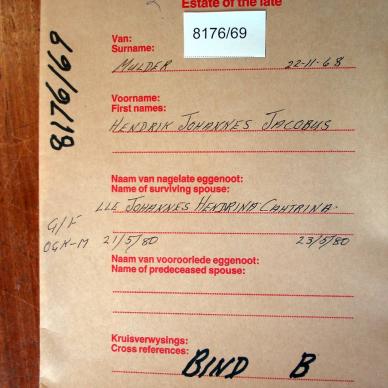 Estate of the late
8176/69
8176/69
Van:
Surname:
MULDER 22-11-68
Voorname:
First names:
HENDRIK JOHANNES JACOBUS
Naam van nagelate eggenoot:
Name of surviving spouse:
JOHANNES HENDRINA
G/F
OGK-M 21/5/80 23/5/80
Naam van vooroorlede eggenoot:
Name of predeceased spouse:
Kruisverwysings:
Cross references:
BIND B